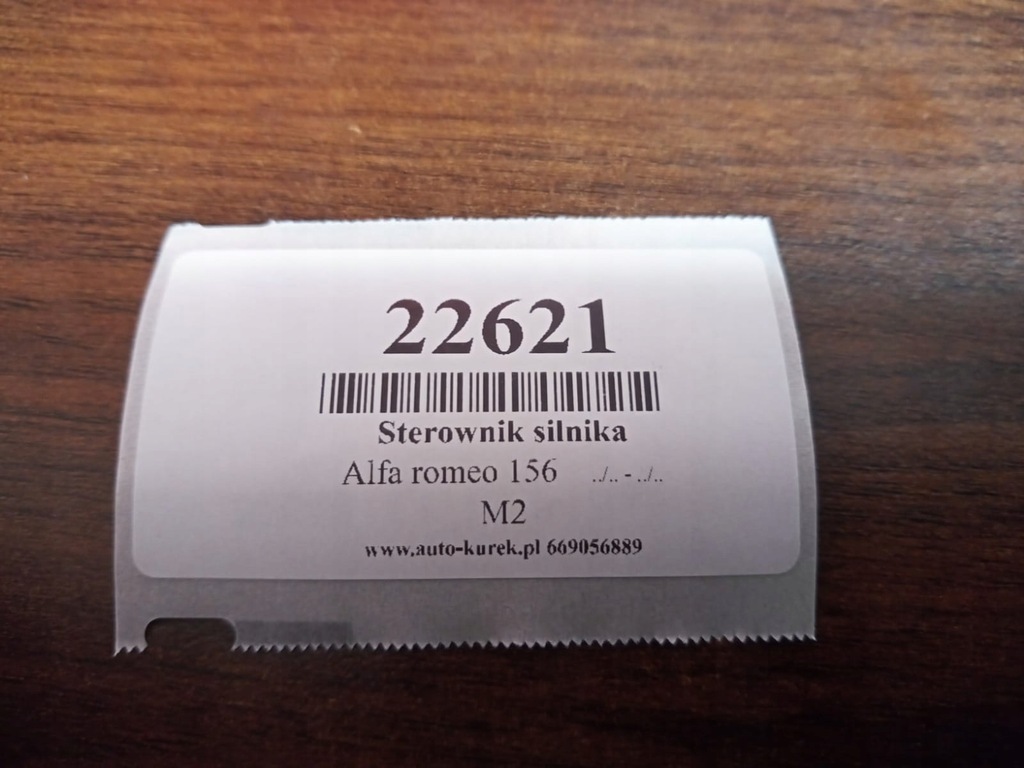 22621
Sterownik silnika
Alfa romeo 156 ../.. - ../..
M2
www.auto-kurek.pl 669056889